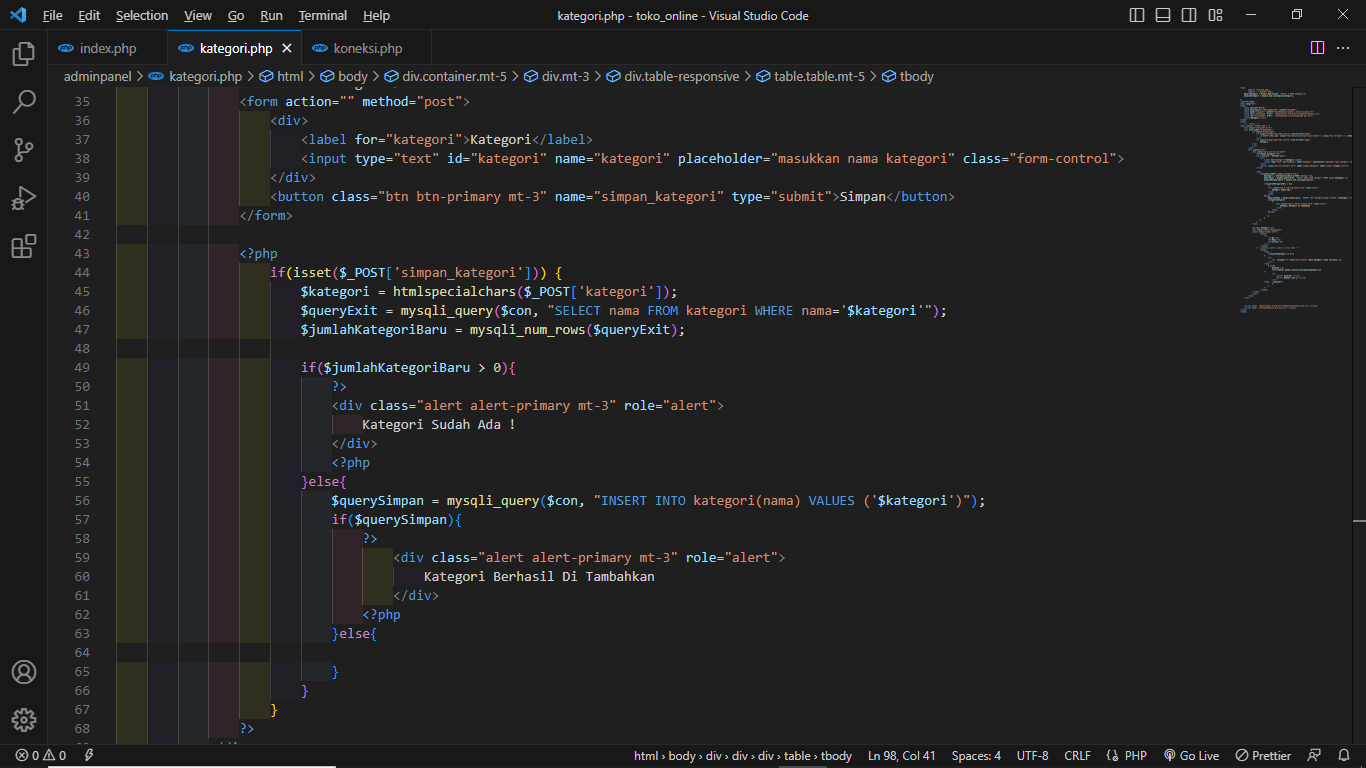 File Edit Selection View Go Run Terminal Help kategori.php - toko_online - Visual Studio Code
index.php kategori.php koneksi.php
adminpanel > kategori.php > html > body > div.container.mt-5 > div.mt-3 > div.table-responsive > table.table.mt-5 > tbody
35 <form action="" method="post">
36 <div>
37 <label for="kategori">Kategori</label>
38 <input type="text" id="kategori" name="kategori" placeholder="masukkan nama kategori" class="form-control">
39 </div>
40 <button class="btn btn-primary mt-3" name="simpan_kategori" type="submit">Simpan</button>
41 </form>
42
43 <?php
44 if(isset($_POST['simpan_kategori'])) {
45 $kategori = htmlspecialchars($_POST['kategori']);
46 $queryExit = mysqli_query($con, "SELECT nama FROM kategori WHERE nama='$kategori'");
47 $jumlahKategoriBaru = mysqli_num_rows($queryExit);
48
49 if($jumlahKategoriBaru > 0){
50 ?>
51 <div class="alert alert-primary mt-3" role="alert">
52 Kategori Sudah Ada !
53 </div>
54 <?php
55 }else{
56 $querySimpan = mysqli_query($con, "INSERT INTO kategori(nama) VALUES ('$kategori')");
57 if($querySimpan){
58 ?>
59 <div class="alert alert-primary mt-3" role="alert">
60 Kategori Berhasil Di Tambahkan
61 </div>
62 <?php
63 }else{
64
65 }
66 }
67 }
68 ?>
0 0 html > body > div > div > div > table > tbody Ln 98, Col 41 Spaces: 4 UTF-8 CRLF PHP Go Live Prettier